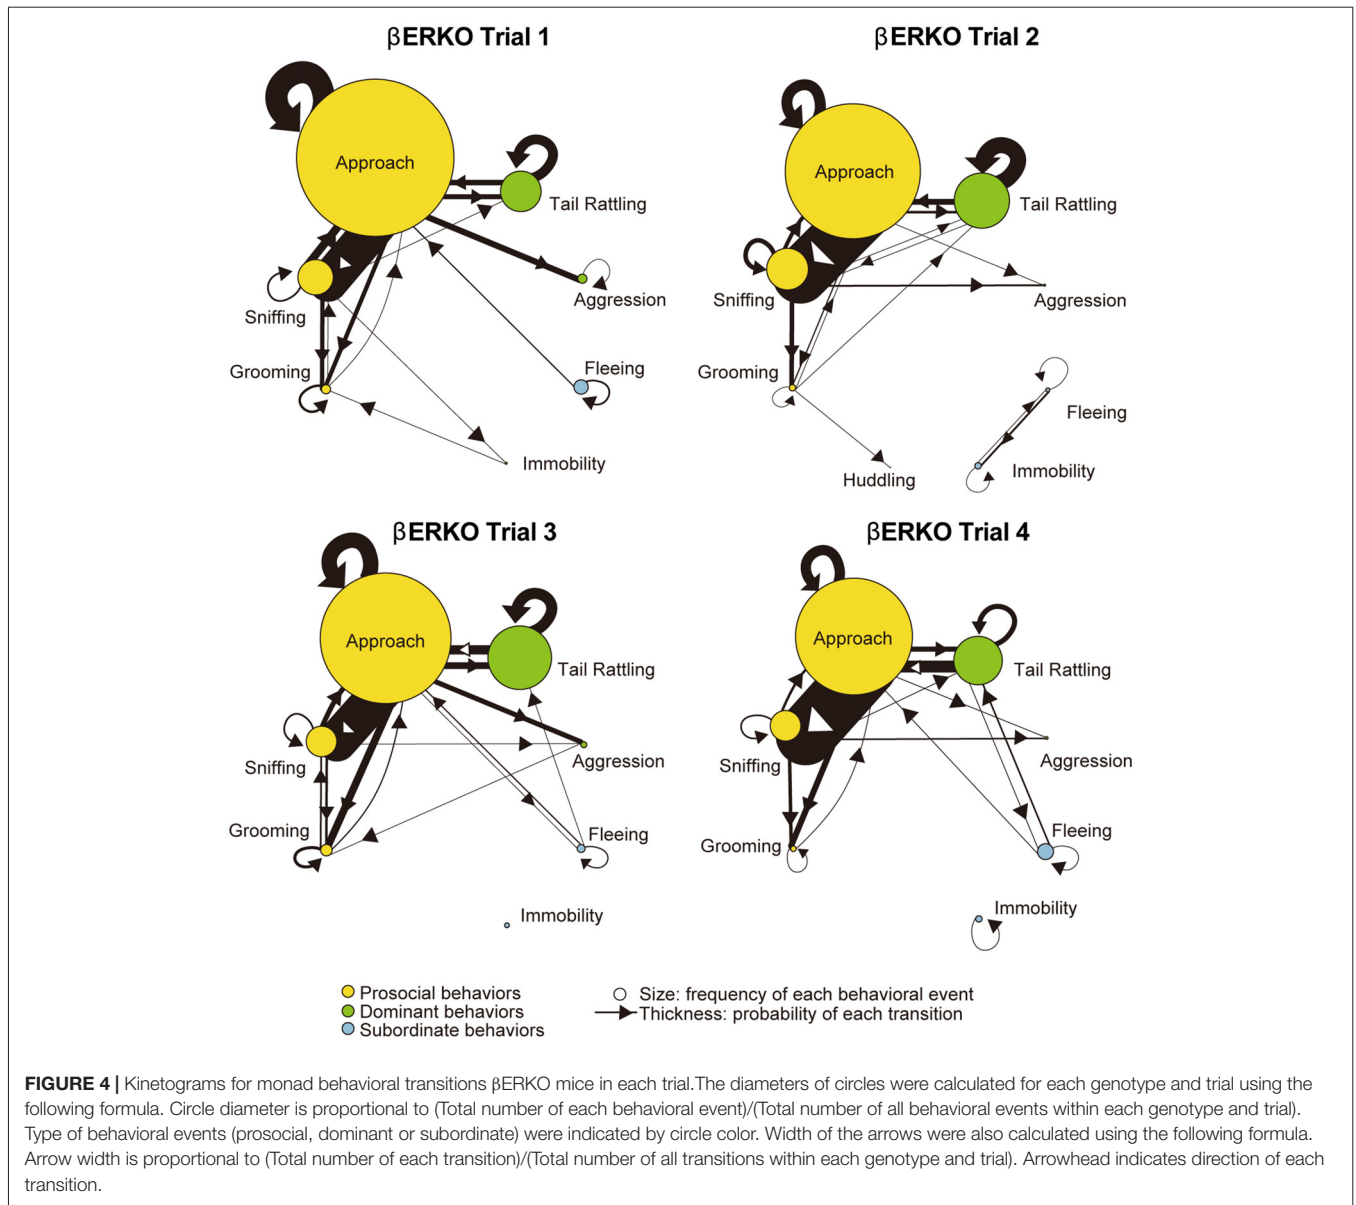 βERKO Trial 1
Approach
Tail Rattling
Aggression
Sniffing
Grooming
Fleeing
Immobility
βERKO Trial 2
Approach
Tail Rattling
Sniffing
Aggression
Grooming
Fleeing
Immobility
Huddling
βERKO Trial 3
Approach
Tail Rattling
Sniffing
Aggression
Grooming
Fleeing
Immobility
βERKO Trial 4
Approach
Tail Rattling
Sniffing
Aggression
Grooming
Fleeing
Immobility
Prosocial behaviors
Dominant behaviors
Subordinate behaviors
Size: frequency of each behavioral event
Thickness: probability of each transition
FIGURE 4 | Kinetograms for monad behavioral transitions βERKO mice in each trial.The diameters of circles were calculated for each genotype and trial using the
following formula. Circle diameter is proportional to (Total number of each behavioral event)/(Total number of all behavioral events within each genotype and trial).
Type of behavioral events (prosocial, dominant or subordinate) were indicated by circle color. Width of the arrows were also calculated using the following formula.
Arrow width is proportional to (Total number of each transition)/(Total number of all transitions within each genotype and trial). Arrowhead indicates direction of each
transition.